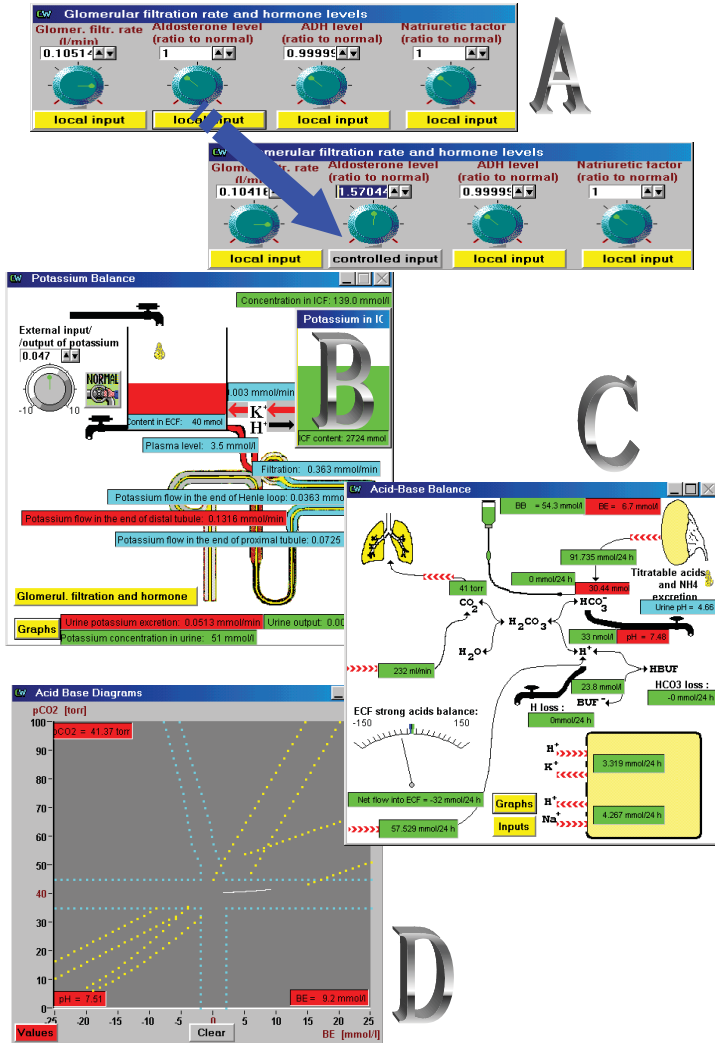 Glomerular filtration rate and hormone levels
Glomer. filtr. rate (l/min)
Aldosterone level (ratio to normal)
ADH level (ratio to normal)
Natriuretic factor (ratio to normal)
0.10514
1
0.99999
1
local input
local input
local input
local input
A
omerular filtration rate and hormone levels
Glome r. rate
Aldosterone level (ratio to normal)
ADH level (ratio to normal)
Natriuretic factor (ratio to normal)
0.10416
1.57044
0.99999
1
local input
controlled input
local input
local input
Potassium Balance
Concentration in ICF: 139.0 mmol/l
External input/
/output of potassium
0.047
NORMAL
-10
10
Potassium in IC
B
0.003 mmol/min
K+
H+
Content in ECF: 40 mmol
ICF content: 2724 mmol
Plasma level: 3.5 mmol/l
Filtration: 0.363 mmol/min
Potassium flow in the end of Henle loop: 0.0363 mmo
Potassium flow in the end of distal tubule: 0.1316 mmol/min
Potassium flow in the end of proximal tubule: 0.0725
Glomerul. filtration and hormone
Graphs
Urine potassium excretion: 0.0513 mmol/min
Urine output: 0.00
Potassium concentration in urine: 51 mmol/l
C
Acid-Base Balance
BB = 54.3 mmol/l
BE = 6.7 mmol/l
91.735 mmol/24 h
0 mmol/24 h
Titratable acids
and NH4
excretion
41 torr
30.44 mmo
Urine pH = 4.66
CO2
H2CO3
HCO3-
H2O
33 nmol/l
pH = 7.48
H+
232 ml/min
HBUF
23.8 mmol/l
BUF-
HCO3 loss :
-0 mmol/24 h
H loss :
0mmol/24 h
ECF strong acids balance:
-150
150
H+
K+
3.319 mmol/24 h
Net flow into ECF = -32 mmol/24 h
Graphs
H+
Na+
4.267 mmol/24 h
57.529 mmol/24 h
Inputs
Acid Base Diagrams
pCO2 [torr]
pCO2 = 41.37 torr
100
90
80
70
60
50
40
30
20
10
0
pH = 7.51
BE = 9.2 mmol/l
-25
-20
-15
-10
-5
0
5
10
15
20
25
Values
Clear
BE [mmol/l]
D